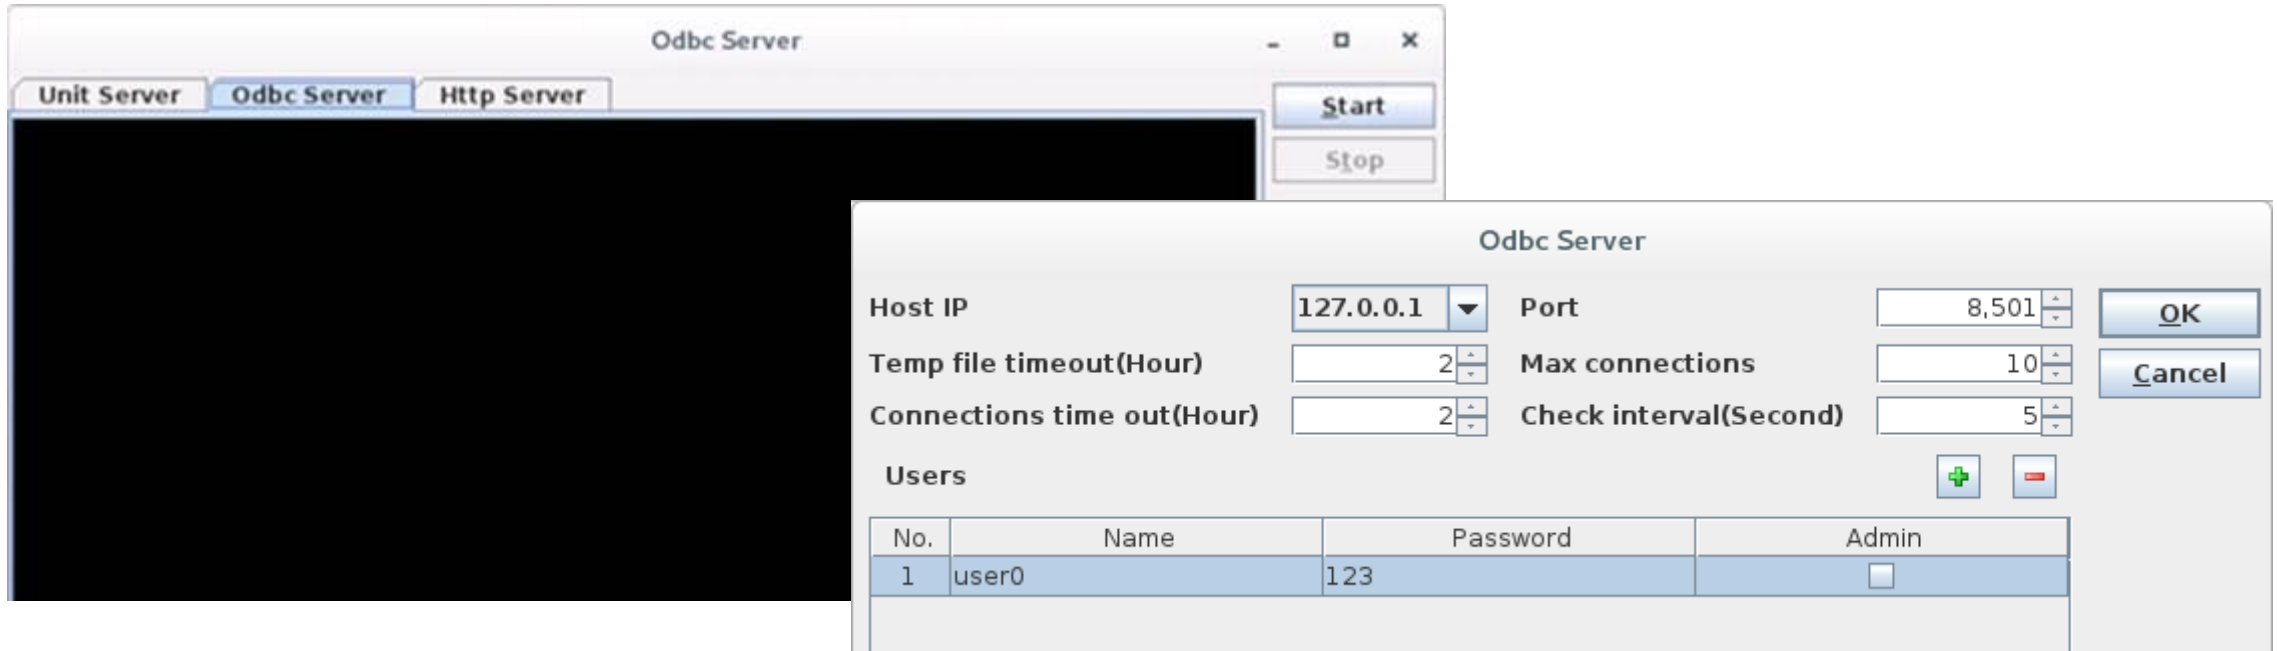 Odbc Server
Unit Server Odbc Server Http Server
Start
Stop
Odbc Server
Host IP 127.0.0.1 Port 8,501 OK
Temp file timeout(Hour) 2 Max connections 10 Cancel
Connections time out(Hour) 2 Check interval(Second) 5
Users
No. Name Password Admin
1 user0 123